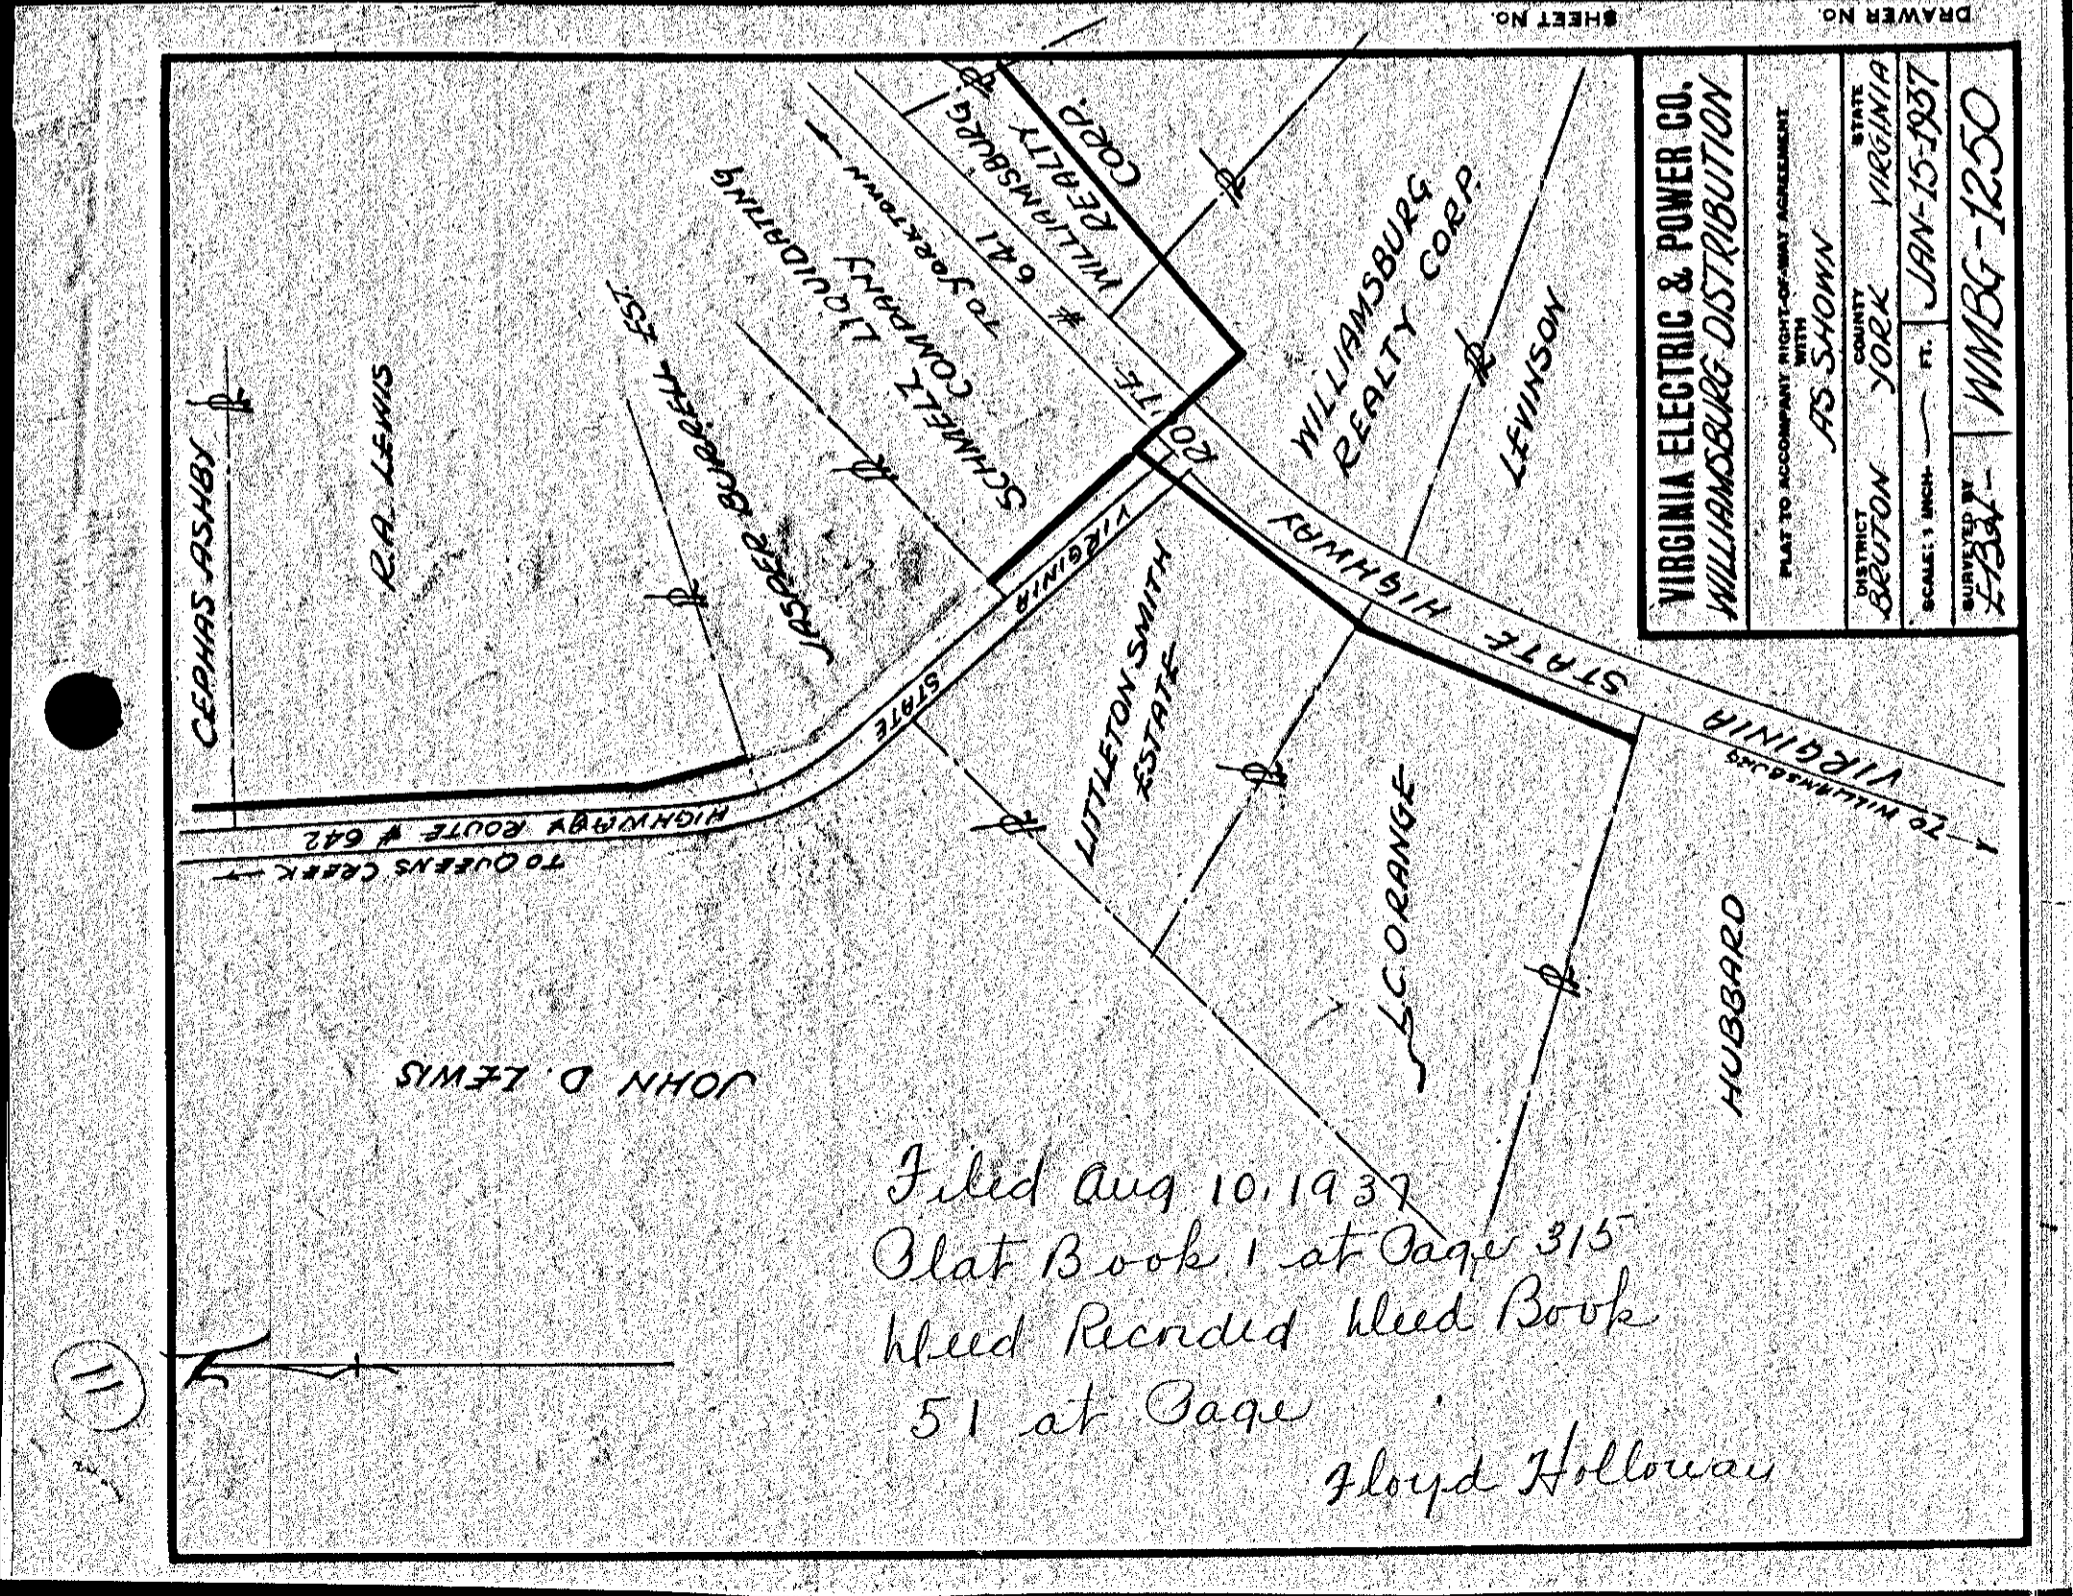 SHEET NO.
DRAWER NO.
VIRGINIA ELECTRIC & POWER CO.
WILLIAMSBURG DISTRIBUTION
PLAT TO ACCOMPANY RIGHT-OF-WAY AGREEMENT
WITH
AS SHOWN
DISTRICT COUNTY STATE
BRUTON YORK VIRGINIA
SCALE: 1 INCH FT. JAN-15-1937
SURVEYED BY
WMBG-1250
CEPHAS ASHBY
R.A. LEWIS
JASPER BURRELL EST.
SCHMELZ LIQUIDATING
COMPANY
TO YORKTOWN
WILLIAMSBURG
REALTY
CORP.
WILLIAMSBURG
REALTY CORP.
LEVINSON
VIRGINIA STATE HIGHWAY ROUTE # 641
TO WILLIAMSBURG
VIRGINIA STATE HIGHWAY ROUTE # 642
TO QUEENS CREEK
LITTLETON SMITH
ESTATE
L.C. ORANGE
HUBBARD
JOHN D. LEWIS
Filed Aug 10, 1937
Plat Book 1 at Page 315
Deed Recorded Deed Book
51 at Page
Floyd Holloway
11